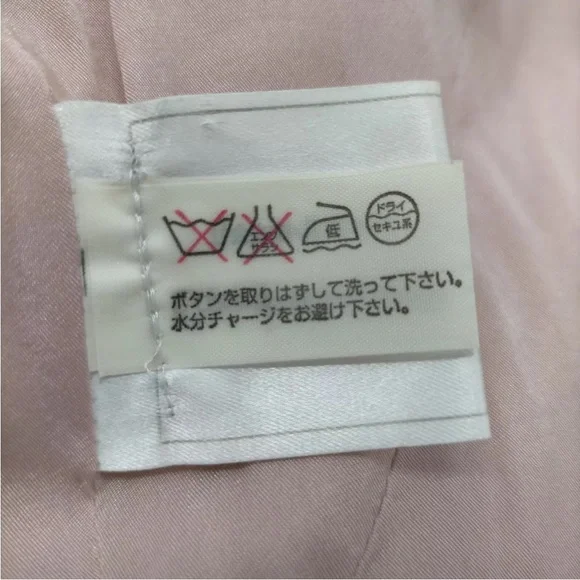 エンソ
サラシ
低
ドライ
セキユ系
ボタンを取りはずして洗って下さい。
水分チャージをお避け下さい。